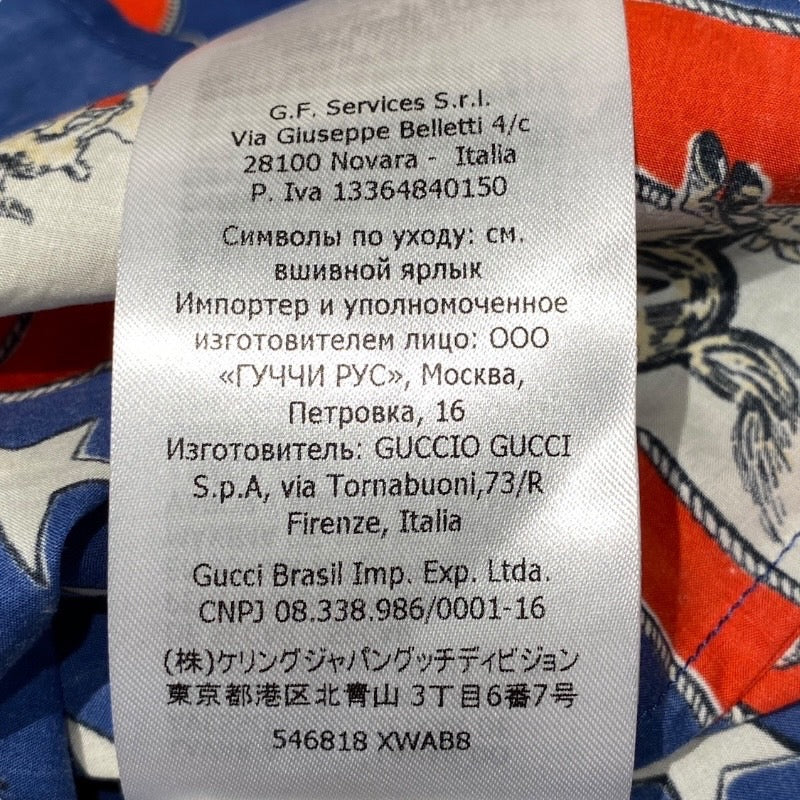 G.F. Services S.r.l.
Via Giuseppe Belletti 4/c
28100 Novara - Italia
P. Iva 13364840150
Символы по уходу: см.
вшивной ярлык
Импортер и уполномоченное
изготовителем лицо: ООО
«ГУЧЧИ РУС», Москва,
Петровка, 16
Изготовитель: GUCCIO GUCCI
S.p.A, via Tornabuoni,73/R
Firenze, Italia
Gucci Brasil Imp. Exp. Ltda.
CNPJ 08.338.986/0001-16
(株)ケリングジャパングッチディビジョン
東京都港区北青山 3丁目6番7号
546818 XWAB8